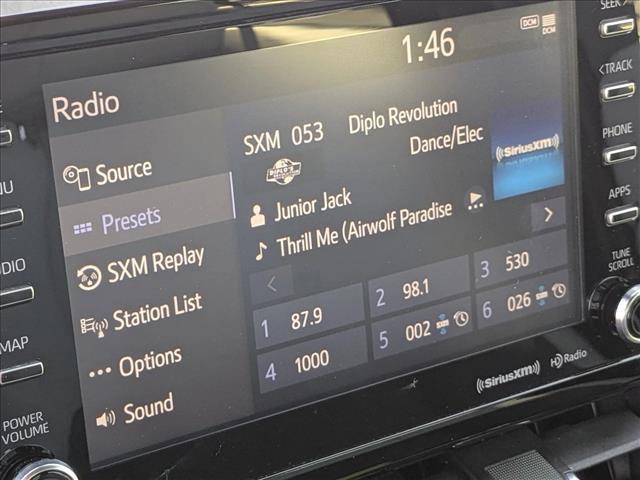 1:46
DCM
DCM
Radio
Source
Presets
SXM Replay
Station List
Options
Sound
SXM 053
Diplo Revolution
Dance/Elec
DIPLO'S
SiriusXM
Junior Jack
Thrill Me (Airwolf Paradise
1 87.9
2 98.1
3 530
4 1000
5 002
6 026
SiriusXM
HD Radio
SEEK >
< TRACK
PHONE
APPS
TUNE
SCROLL
MAP
POWER
VOLUME